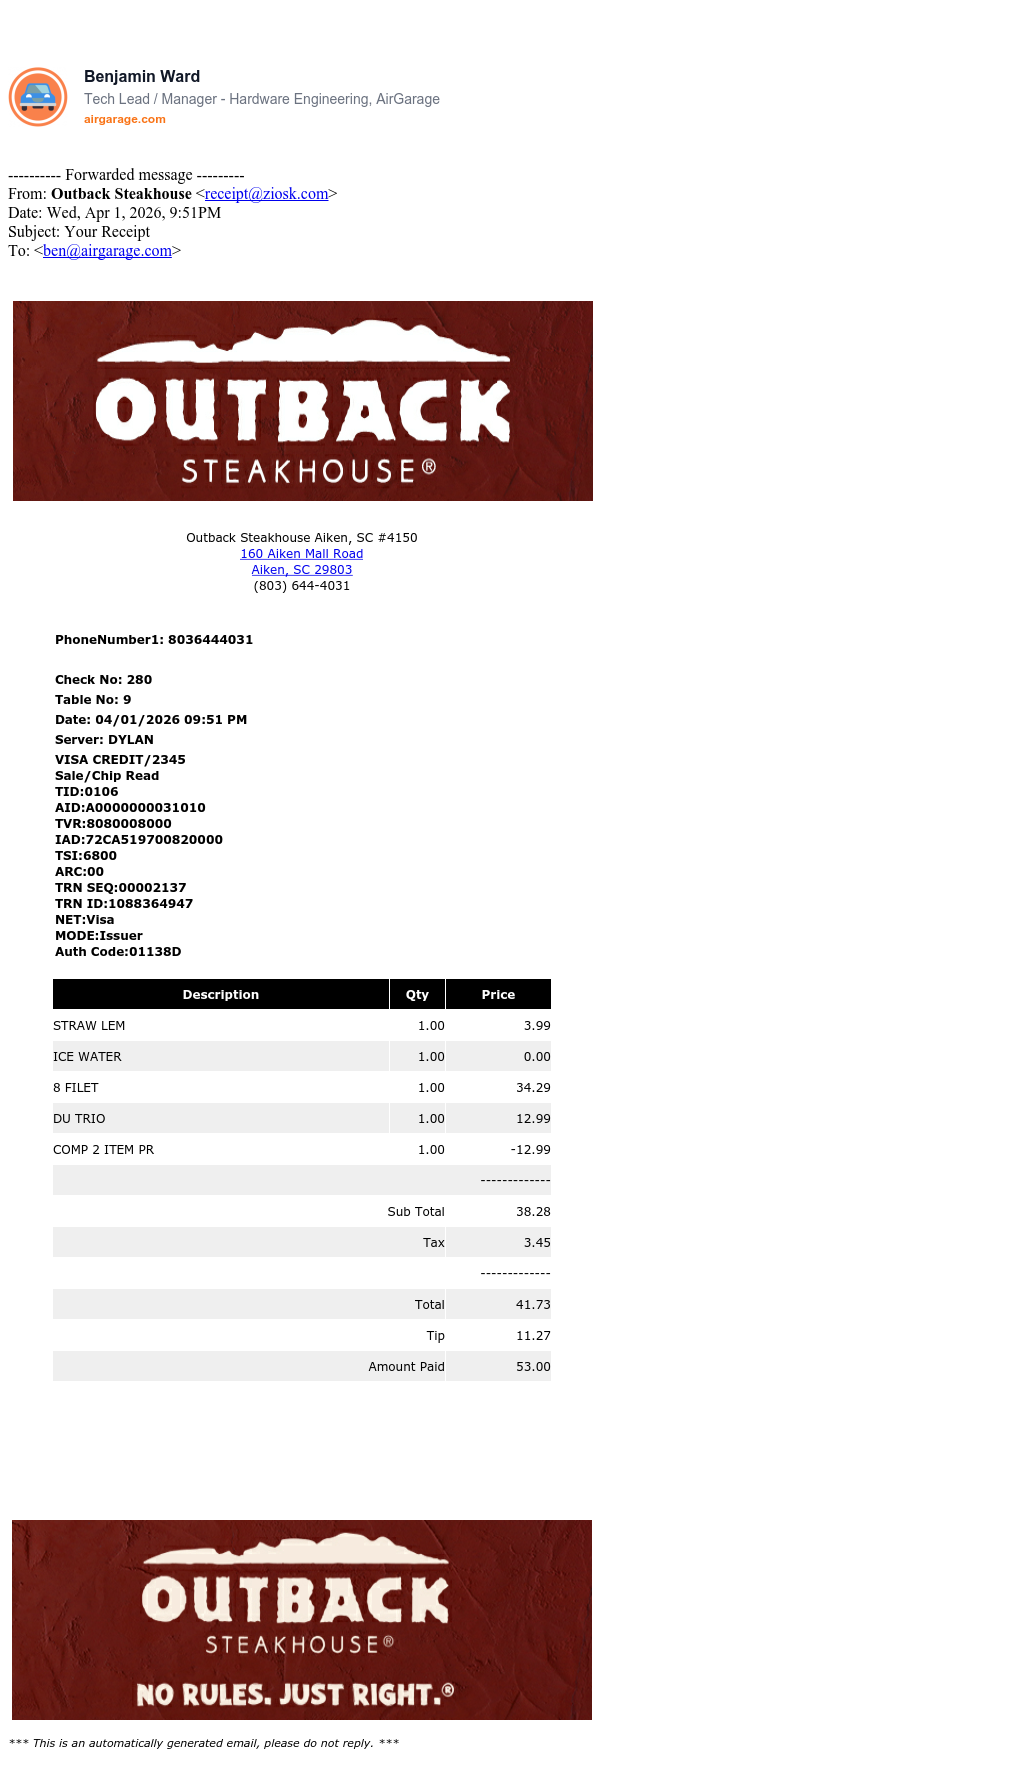 Benjamin Ward
Tech Lead / Manager - Hardware Engineering, AirGarage
airgarage.com
---------- Forwarded message ---------
From: Outback Steakhouse <receipt@ziosk.com>
Date: Wed, Apr 1, 2026, 9:51PM
Subject: Your Receipt
To: <ben@airgarage.com>
OUTBACK
STEAKHOUSE®
Outback Steakhouse Aiken, SC #4150
160 Aiken Mall Road
Aiken, SC 29803
(803) 644-4031
PhoneNumber1: 8036444031
Check No: 280
Table No: 9
Date: 04/01/2026 09:51 PM
Server: DYLAN
VISA CREDIT/2345
Sale/Chip Read
TID:0106
AID:A0000000031010
TVR:8080008000
IAD:72CA519700820000
TSI:6800
ARC:00
TRN SEQ:00002137
TRN ID:1088364947
NET:Visa
MODE:Issuer
Auth Code:01138D
Description Qty Price
STRAW LEM 1.00 3.99
ICE WATER 1.00 0.00
8 FILET 1.00 34.29
DU TRIO 1.00 12.99
COMP 2 ITEM PR 1.00 -12.99
-------------
Sub Total 38.28
Tax 3.45
-------------
Total 41.73
Tip 11.27
Amount Paid 53.00
OUTBACK
STEAKHOUSE®
NO RULES. JUST RIGHT.®
*** This is an automatically generated email, please do not reply. ***